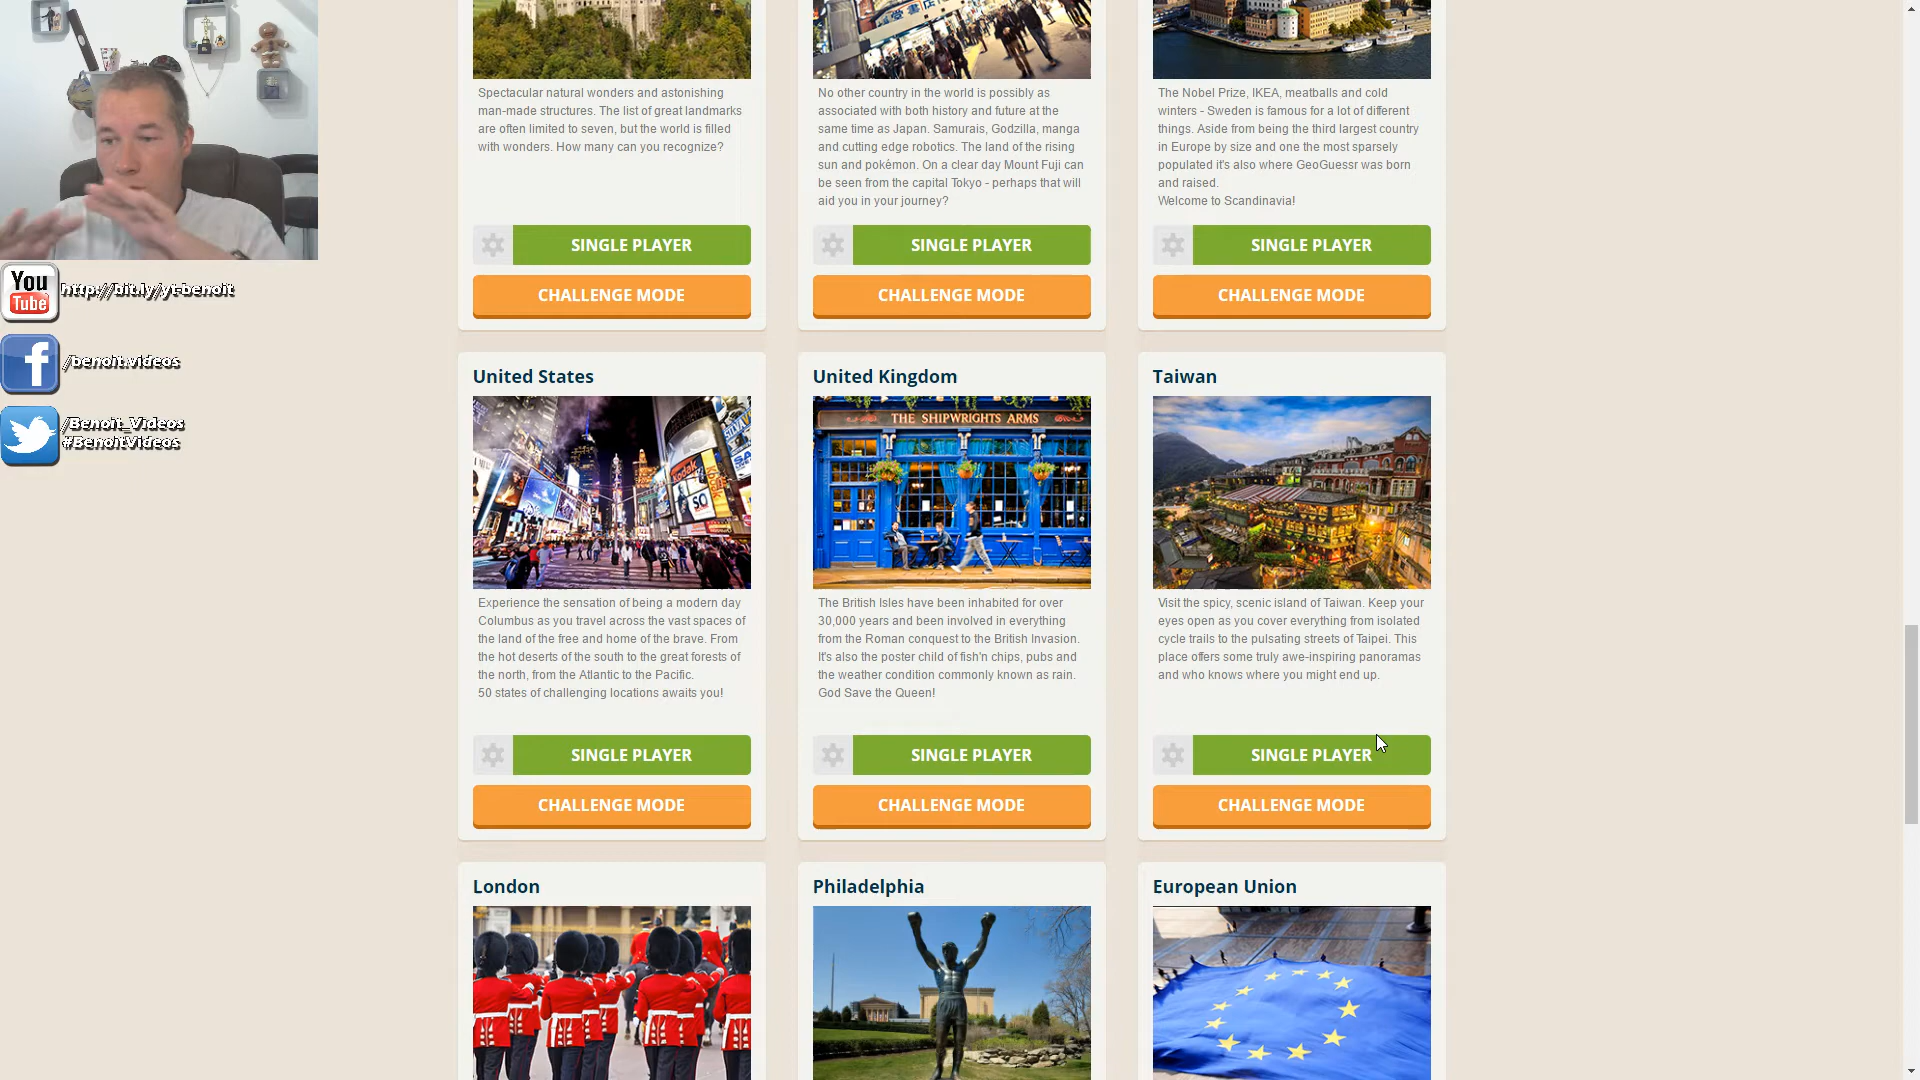 You
Tube
http://bit.ly/yt-benoit
f
/benoit.videos
/Benoit_Videos
#BenoitVideos
Spectacular natural wonders and astonishing
man-made structures. The list of great landmarks
are often limited to seven, but the world is filled
with wonders. How many can you recognize?
SINGLE PLAYER
CHALLENGE MODE
No other country in the world is possibly as
associated with both history and future at the
same time as Japan. Samurais, Godzilla, manga
and cutting edge robotics. The land of the rising
sun and pokémon. On a clear day Mount Fuji can
be seen from the capital Tokyo - perhaps that will
aid you in your journey?
SINGLE PLAYER
CHALLENGE MODE
The Nobel Prize, IKEA, meatballs and cold
winters - Sweden is famous for a lot of different
things. Aside from being the third largest country
in Europe by size and one the most sparsely
populated it's also where GeoGuessr was born
and raised.
Welcome to Scandinavia!
SINGLE PLAYER
CHALLENGE MODE
United States
Kodak
SO
Experience the sensation of being a modern day
Columbus as you travel across the vast spaces of
the land of the free and home of the brave. From
the hot deserts of the south to the great forests of
the north, from the Atlantic to the Pacific.
50 states of challenging locations awaits you!
SINGLE PLAYER
CHALLENGE MODE
United Kingdom
THE SHIPWRIGHTS ARMS
The British Isles have been inhabited for over
30,000 years and been involved in everything
from the Roman conquest to the British Invasion.
It's also the poster child of fish'n chips, pubs and
the weather condition commonly known as rain.
God Save the Queen!
SINGLE PLAYER
CHALLENGE MODE
Taiwan
Visit the spicy, scenic island of Taiwan. Keep your
eyes open as you cover everything from isolated
cycle trails to the pulsating streets of Taipei. This
place offers some truly awe-inspiring panoramas
and who knows where you might end up.
SINGLE PLAYER
CHALLENGE MODE
London
Philadelphia
European Union